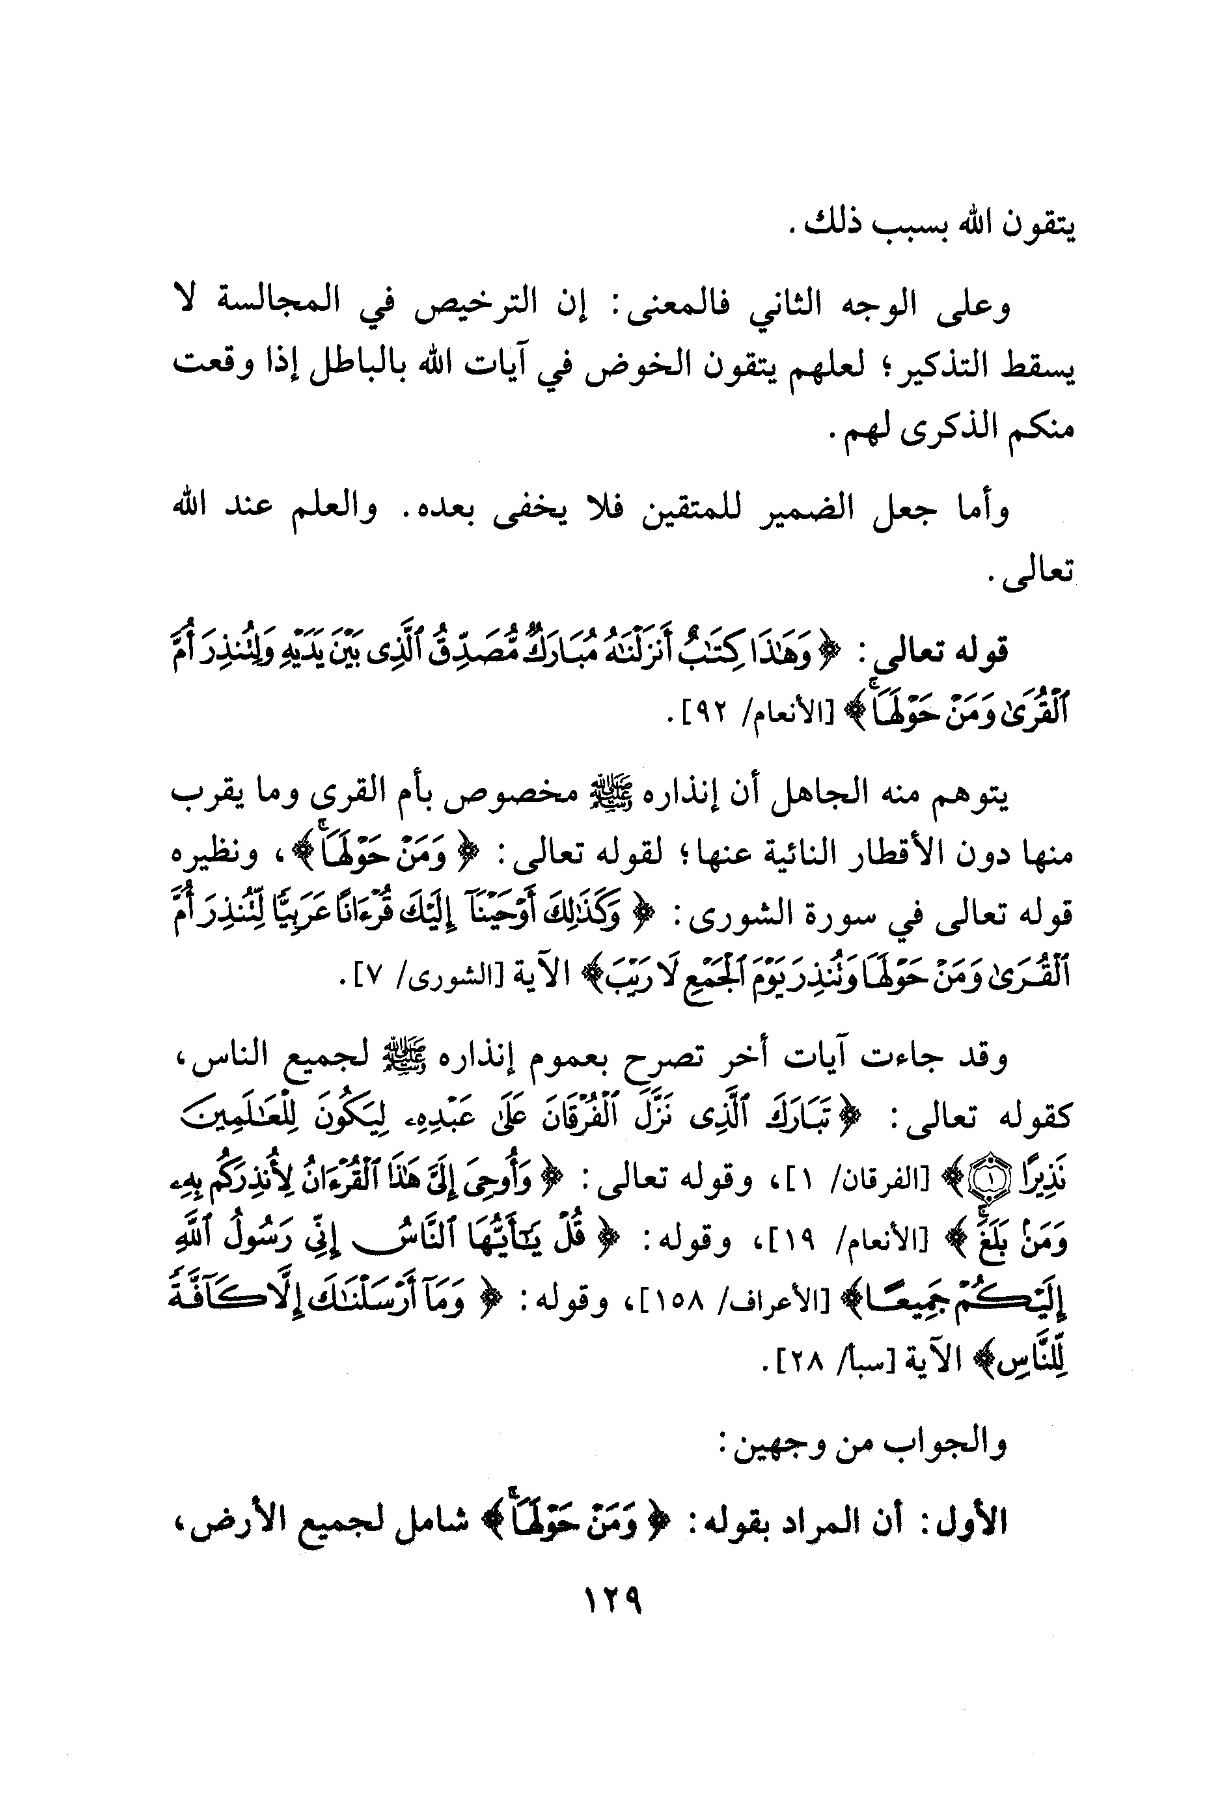 يتقون الله بسبب ذلك.
وعلى الوجه الثاني فالمعنى: إن الترخيص في المجالسة لا
يسقط التذكير؛ لعلهم يتقون الخوض في آيات الله بالباطل إذا وقعت
منكم الذكرى لهم.
وأما جعل الضمير للمتقين فلا يخفى بعده. والعلم عند الله
تعالى.
قوله تعالى: ﴿وَهَٰذَا كِتَٰبٌ أَنزَلۡنَٰهُ مُبَارَكٞ مُّصَدِّقُ ٱلَّذِى بَيۡنَ يَدَيۡهِ وَلِتُنذِرَ أُمَّ
ٱلۡقُرَىٰ وَمَنۡ حَوۡلَهَاۚ﴾ [الأنعام/ ٩٢].
يتوهم منه الجاهل أن إنذاره ﷺ مخصوص بأم القرى وما يقرب
منها دون الأقطار النائية عنها؛ لقوله تعالى: ﴿وَمَنۡ حَوۡلَهَاۚ﴾، ونظيره
قوله تعالى في سورة الشورى: ﴿وَكَذَٰلِكَ أَوۡحَيۡنَآ إِلَيۡكَ قُرۡءَانًا عَرَبِيّٗا لِّتُنذِرَ أُمَّ
ٱلۡقُرَىٰ وَمَنۡ حَوۡلَهَا وَتُنذِرَ يَوۡمَ ٱلۡجَمۡعِ لَا رَيۡبَ﴾ الآية [الشورى/ ٧].
وقد جاءت آيات أخر تصرح بعموم إنذاره ﷺ لجميع الناس،
كقوله تعالى: ﴿تَبَارَكَ ٱلَّذِى نَزَّلَ ٱلۡفُرۡقَانَ عَلَىٰ عَبۡدِهِۦ لِيَكُونَ لِلۡعَٰلَمِينَ
نَذِيرًا ١﴾ [الفرقان/ ١]، وقوله تعالى: ﴿وَأُوحِىَ إِلَىَّ هَٰذَا ٱلۡقُرۡءَانُ لِأُنذِرَكُم بِهِۦ
وَمَنۢ بَلَغَۚ﴾ [الأنعام/ ١٩]، وقوله: ﴿قُلۡ يَٰٓأَيُّهَا ٱلنَّاسُ إِنِّى رَسُولُ ٱللَّهِ
إِلَيۡكُمۡ جَمِيعًا﴾ [الأعراف/ ١٥٨]، وقوله: ﴿وَمَآ أَرۡسَلۡنَٰكَ إِلَّا كَآفَّةٗ
لِّلنَّاسِ﴾ الآية [سبأ/ ٢٨].
والجواب من وجهين:
الأول: أن المراد بقوله: ﴿وَمَنۡ حَوۡلَهَاۚ﴾ شامل لجميع الأرض،
١٢٩